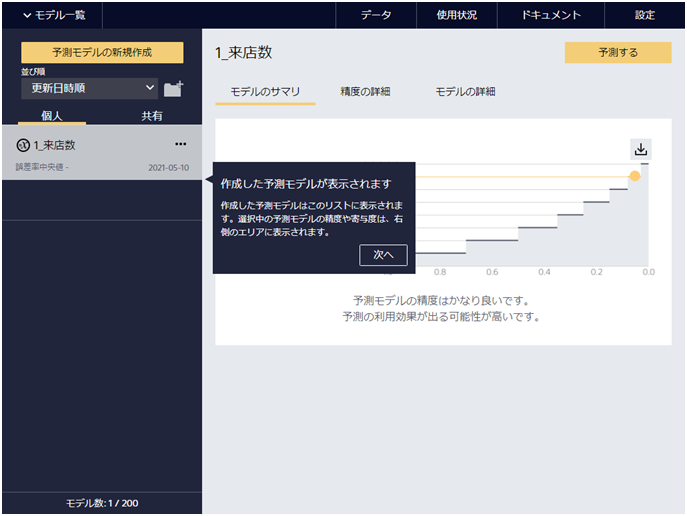 モデル一覧
データ
使用状況
ドキュメント
設定
予測モデルの新規作成
並び順
更新日時順
個人
共有
1_来店数
誤差率中央値 -
2021-05-10
モデル数: 1 / 200
1_来店数
予測する
モデルのサマリ
精度の詳細
モデルの詳細
作成した予測モデルが表示されます
作成した予測モデルはこのリストに表示されま
す。選択中の予測モデルの精度や寄与度は、右
側のエリアに表示されます。
次へ
0.8 0.6 0.4 0.2 0.0
予測モデルの精度はかなり良いです。
予測の利用効果が出る可能性が高いです。